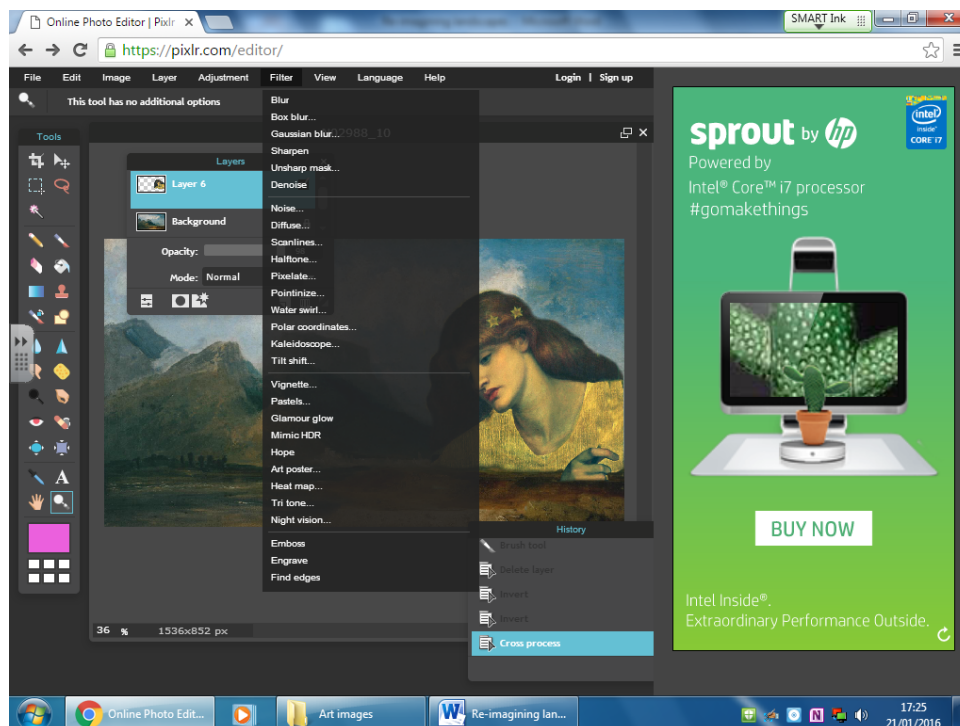 Online Photo Editor | Pixlr
SMART Ink
https://pixlr.com/editor/
File Edit Image Layer Adjustment Filter View Language Help Login | Sign up
This tool has no additional options
Tools
Layers
Layer 6
Background
Opacity:
Mode: Normal
Blur
Box blur...
Gaussian blur...
Sharpen
Unsharp mask...
Denoise
Noise...
Diffuse...
Scanlines...
Halftone...
Pixelate...
Pointinize...
Water swirl...
Polar coordinates...
Kaleidoscope...
Tilt shift...
Vignette...
Pastels...
Glamour glow
Mimic HDR
Hope
Art poster...
Heat map...
Tri tone...
Night vision...
Emboss
Engrave
Find edges
A
History
Brush tool
Delete layer
Invert
Invert
Cross process
36 % 1536x852 px
sprout by hp
intel
inside
CORE i7
Powered by
Intel® Core™ i7 processor
#gomakethings
BUY NOW
Intel Inside®.
Extraordinary Performance Outside.
Online Photo Edit...
Art images
Re-imagining lan...
17:25
21/01/2016